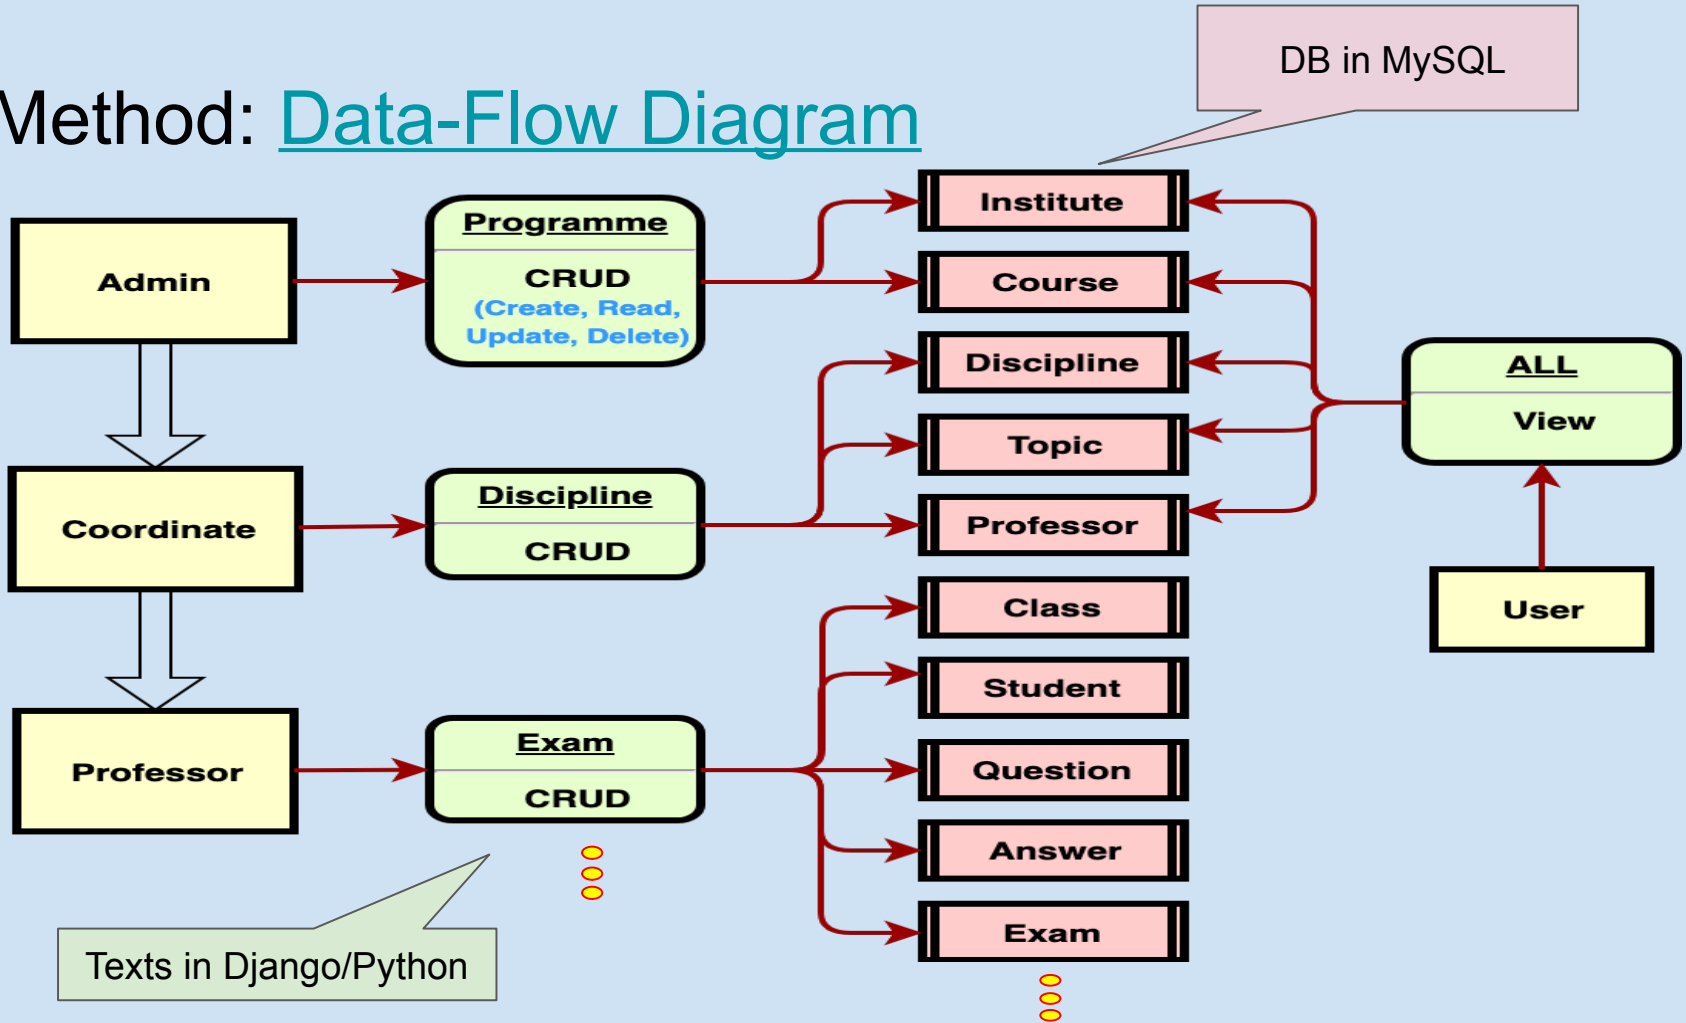 DB in MySQL
Method: Data-Flow Diagram
Admin
Programme
CRUD
(Create, Read,
Update, Delete)
Institute
Course
Discipline
Topic
Professor
ALL
View
User
Coordinate
Discipline
CRUD
Class
Student
Question
Answer
Exam
Professor
Exam
CRUD
Texts in Django/Python